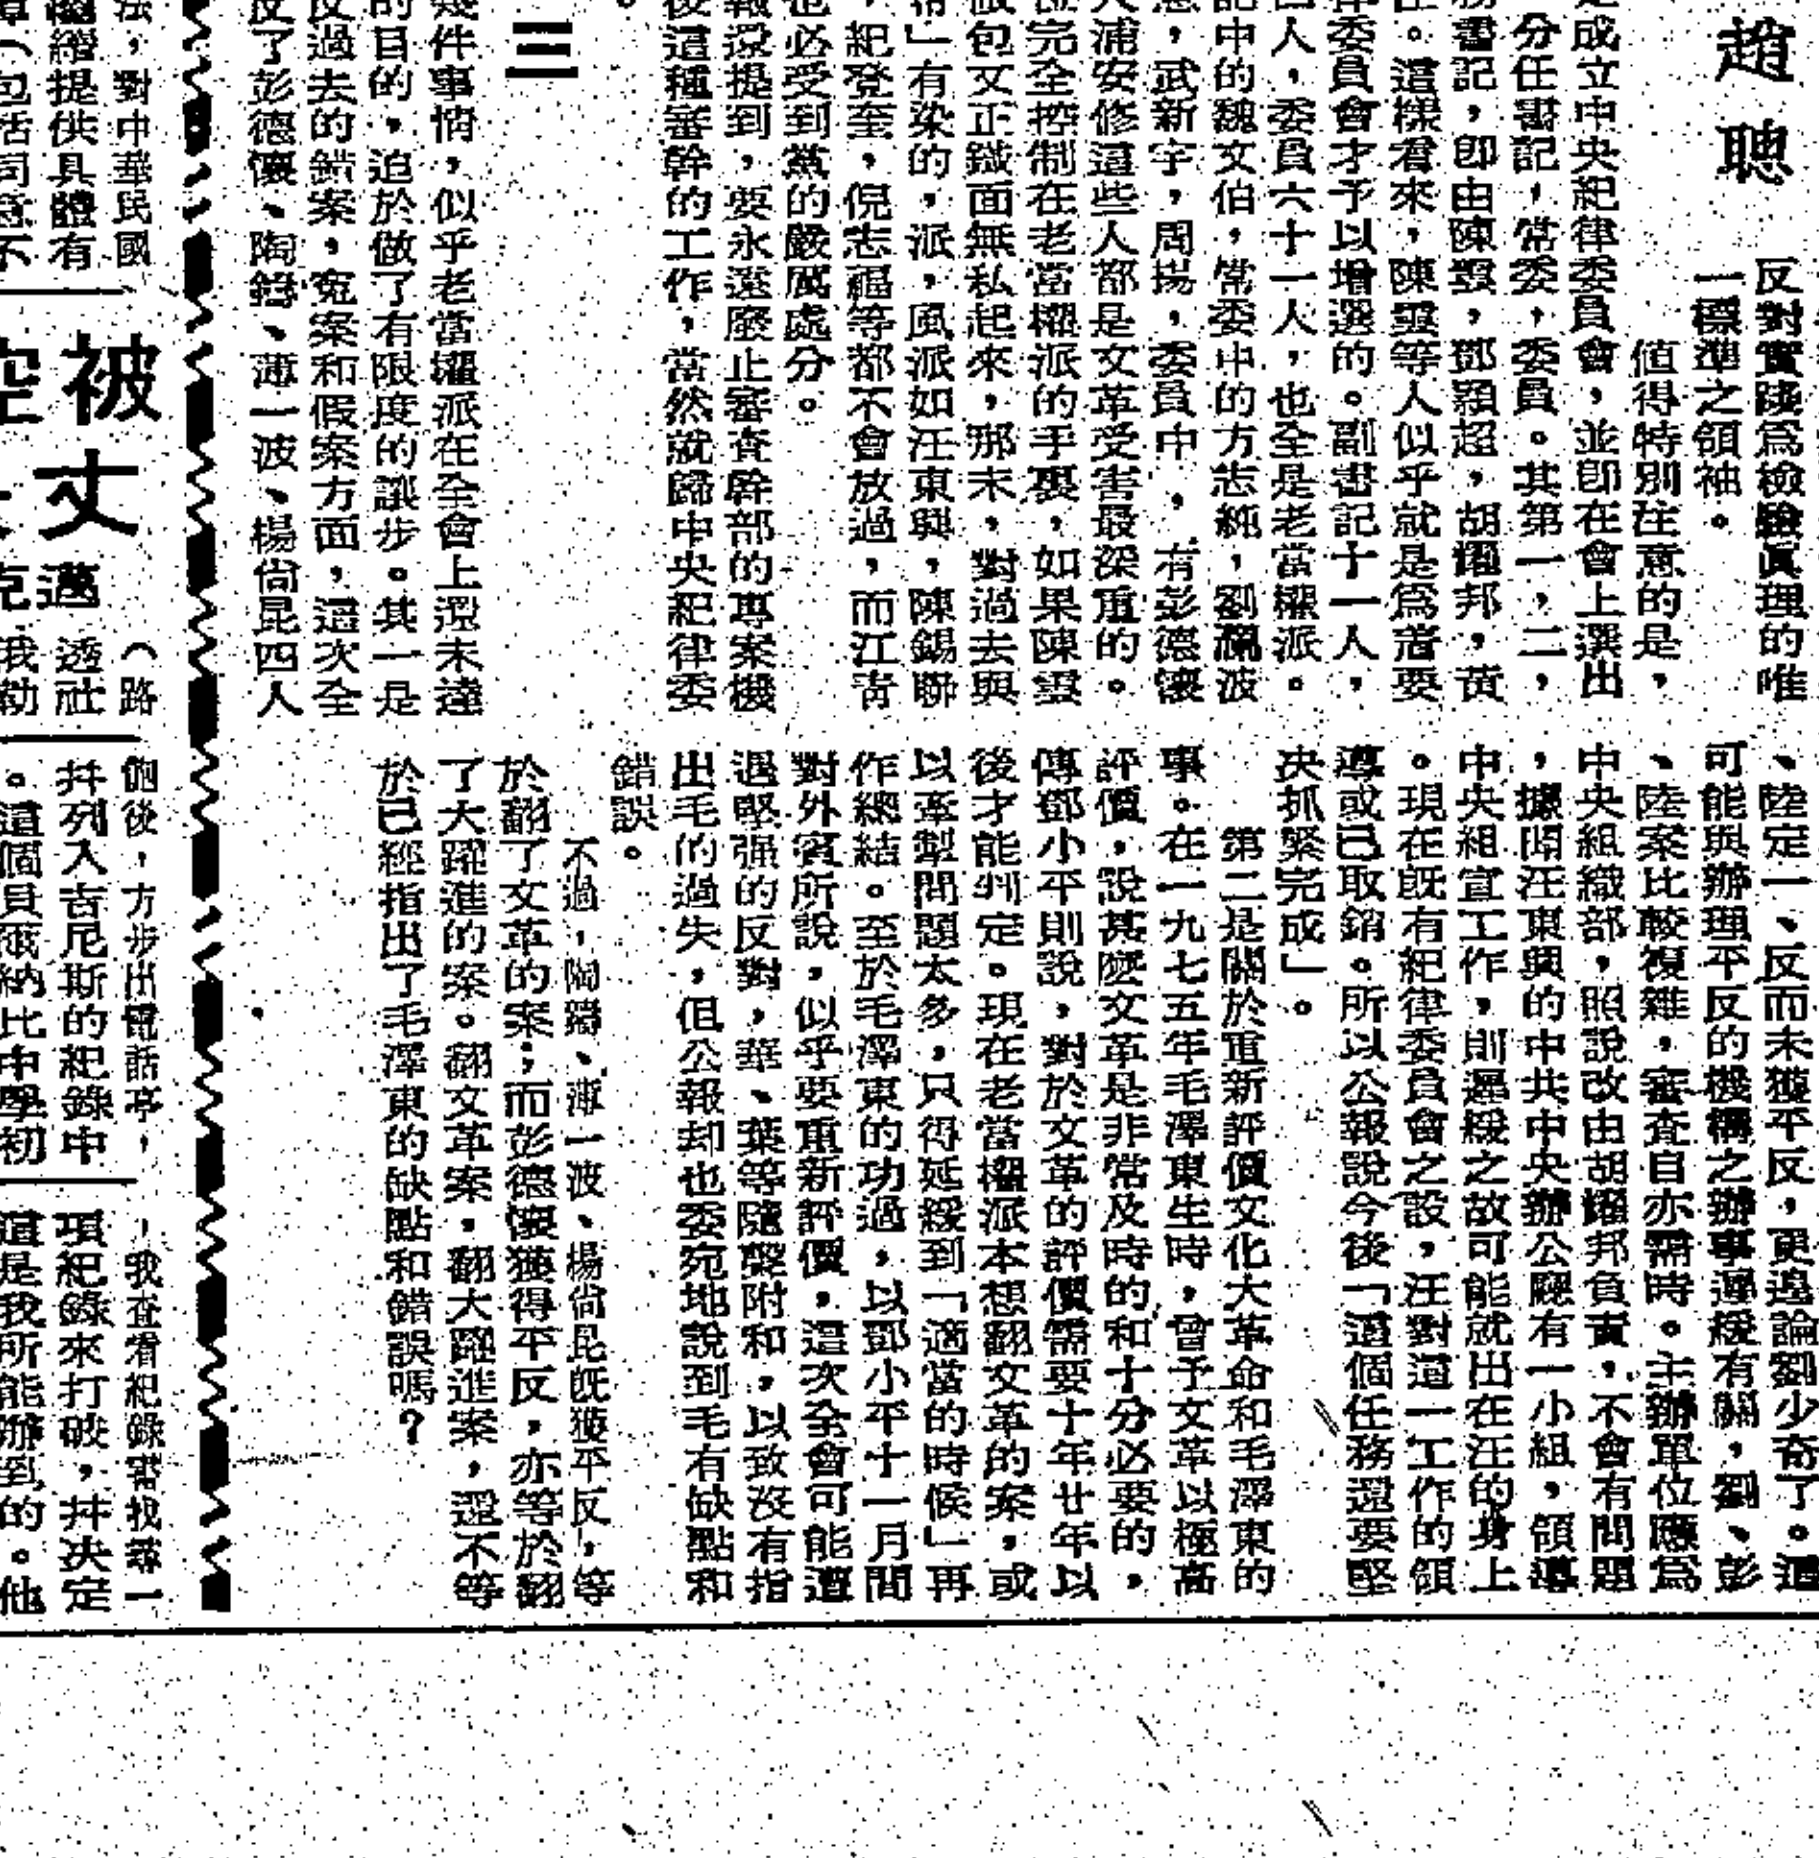 趙聰
反對實踐爲檢驗眞理的唯
一標準之領袖。
值得特別注意的是，
成立中央紀律委員會，並卽在會上選出
分任書記，常委，委員。其第一，二，
書記，卽由陳雲，鄧穎超，胡耀邦，黃
。這樣看來，陳雲等人似乎就是爲着要
委員會才予以增選的。副書記十一人，
人，委員六十一人，也全是老當權派。
中的魏文伯，常委中的方志純，劉瀾波
，武新宇，周揚，委員中，有彭德懷
浦安修這些人都是文革受害最深重的。
完全控制在老當權派的手裏，如果陳雲
包文正鐵面無私起來，那末，對過去與
」有染的，派，風派如汪東興，陳錫聯
，紀登奎，倪志福等都不會放過，而江青
也必受到黨的嚴厲處分。
報還提到，要永遠廢止審查幹部的專案機
後這種審幹的工作，當然就歸中央紀律委
。
三
幾件事情，似乎老當權派在全會上還未達
的目的，迫於做了有限度的讓步。其一是
反過去的錯案，冤案和假案方面，這次全
反了彭德懷、陶鑄、薄一波、楊尙昆四人
、陸定一、反而未獲平反，更遑論劉少奇了。這
可能與辦理平反的機構之辦事遲緩有關，劉、彭
、陸案比較複雜，審查自亦需時。主辦單位應爲
中央組織部，照說改由胡耀邦負責，不會有問題
，據聞汪東興的中共中央辦公廳有一小組，領導
中央組宣工作，則遲緩之故可能就出在汪的身上
。現在旣有紀律委員會之設，汪對這一工作的領
導或已取銷。所以公報說今後「這個任務還要堅
决抓緊完成」。
第二是關於重新評價文化大革命和毛澤東的
事。在一九七五年毛澤東生時，曾予文革以極高
評價，說甚麼文革是非常及時的和十分必要的，
傳鄧小平則說，對於文革的評價需要十年廿年以
後才能判定。現在老當權派本想翻文革的案，或
以牽掣問題太多，只得延緩到「適當的時候」再
作總結。至於毛澤東的功過，以鄧小平十一月間
對外賓所說，似乎要重新評價，這次全會可能遭
遇堅强的反對，華、葉等隨聲附和，以致沒有指
出毛的過失，但公報却也委宛地說到毛有缺點和
錯誤。
不過，陶鑄、薄一波、楊尙昆旣獲平反，等
於翻了文革的案；而彭德懷獲得平反，亦等於翻
了大躍進的案。翻文革案，翻大躍進案，還不等
於已經指出了毛澤東的缺點和錯誤嗎？
法，對中華民國
繼續提供具體有
（包括同意不
被
控
丈
邁
克
（路
透社
我勒
飽後，方步出電話亭，
幷列入吉尼斯的紀錄中
。這個貝爾納比中學初
，我查看紀錄審找尋一
項紀錄來打破，幷决定
這是我所能辦到的。他